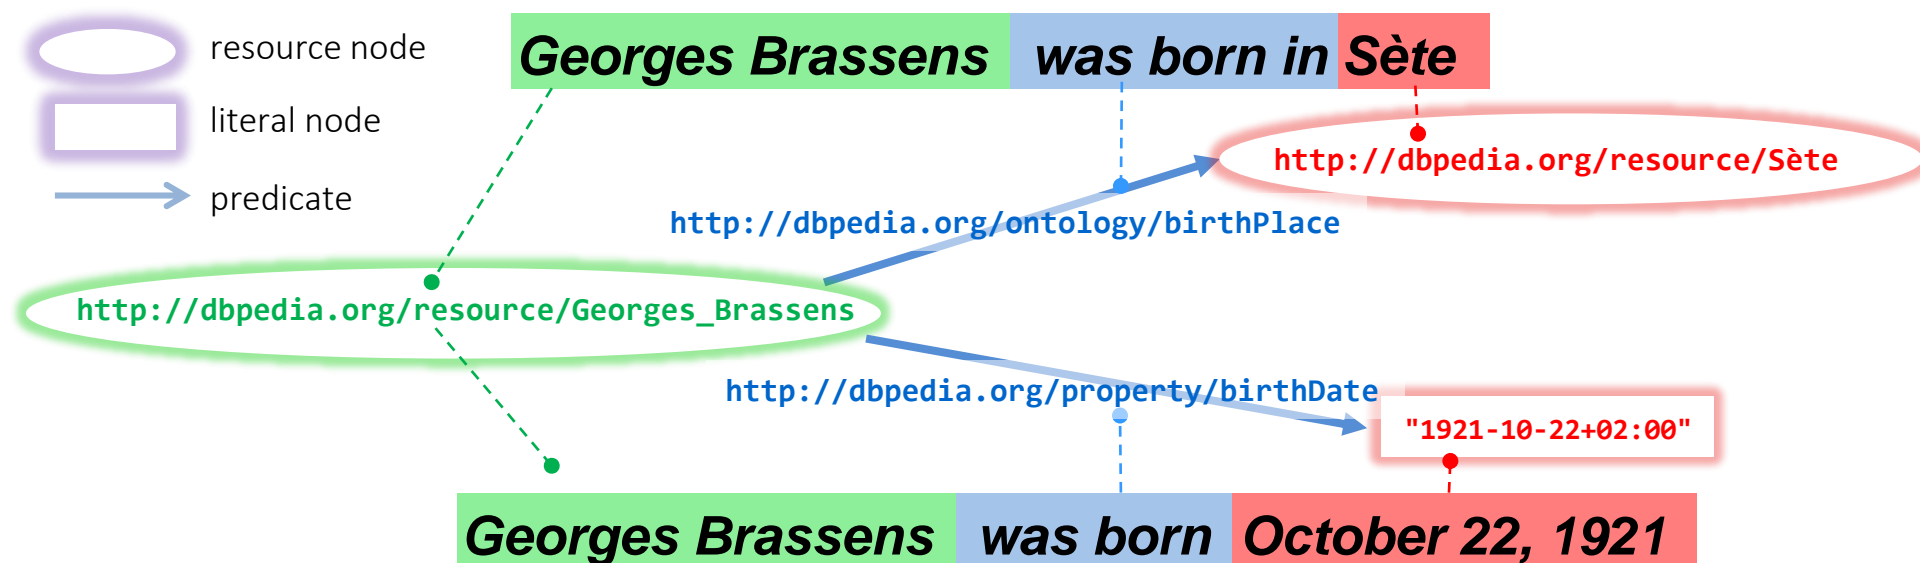 resource node
literal node
predicate
Georges Brassens was born in Sète
http://dbpedia.org/resource/Sète
http://dbpedia.org/ontology/birthPlace
http://dbpedia.org/resource/Georges_Brassens
http://dbpedia.org/property/birthDate
"1921-10-22+02:00"
Georges Brassens was born October 22, 1921